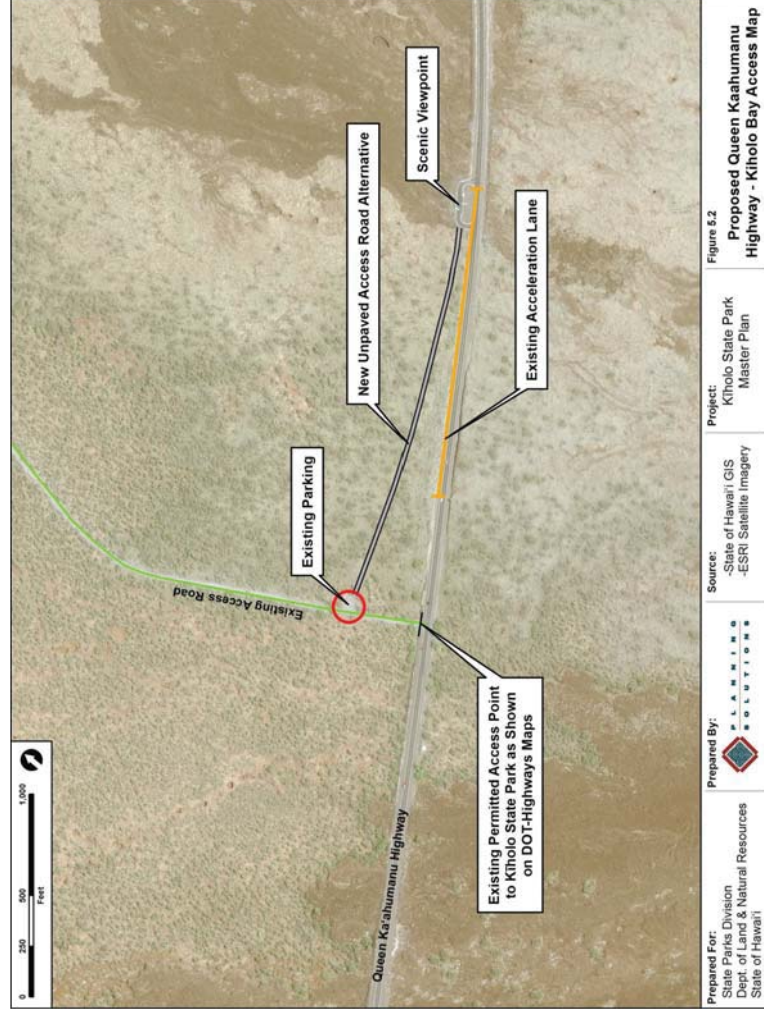 0
250
500
1,000
Feet
Existing Parking
New Unpaved Access Road Alternative
Scenic Viewpoint
Existing Access Road
Queen Ka'ahumanu Highway
Existing Acceleration Lane
Existing Permitted Access Point
to Kīholo State Park as Shown
on DOT-Highways Maps
Prepared For:
State Parks Division
Dept. of Land & Natural Resources
State of Hawai'i
Prepared By:
PLANNING
SOLUTIONS
Source:
-State of Hawai'i GIS
-ESRI Satellite Imagery
Project:
Kīholo State Park
Master Plan
Figure 5.2
Proposed Queen Kaahumanu
Highway - Kiholo Bay Access Map